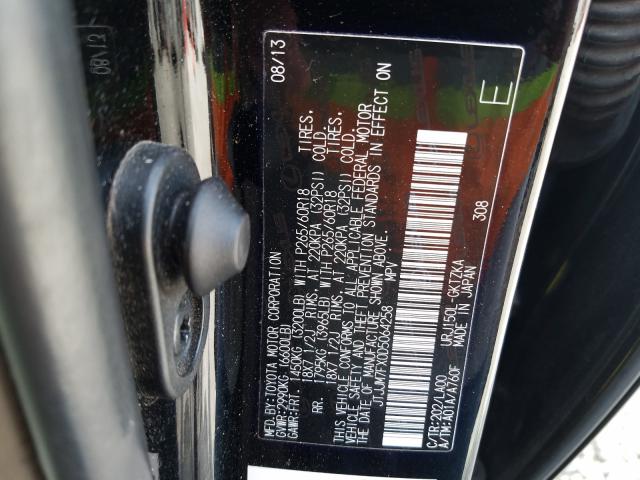 MFD.BY:TOYOTA MOTOR CORPORATION 08/13
GVWR:2990KG (6600LB)
GAWR:FRT. 1450KG (3200LB) WITH P265/60R18 TIRES,
18X7 1/2J RIMS, AT 220KPA (32PSI) COLD.
RR. 1795KG (3965LB) WITH P265/60R18 TIRES,
18X7 1/2J RIMS, AT 220KPA (32PSI) COLD.
THIS VEHICLE CONFORMS TO ALL APPLICABLE FEDERAL MOTOR
VEHICLE SAFETY AND THEFT PREVENTION STANDARDS IN EFFECT ON
THE DATE OF MANUFACTURE SHOWN ABOVE.
JTJJM7FYXD5064258 MPV
308 E
C/TR:202/LA00 URJ150L-GKTZKA
A/TM:A01A/A760F MADE IN JAPAN
08/12